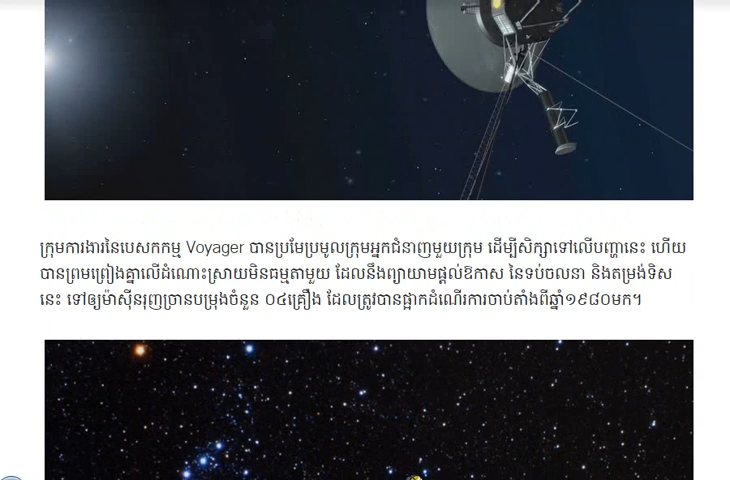 ក្រុមការងារនៃបេសកកម្ម Voyager បានប្រមែប្រមូលក្រុមអ្នកជំនាញមួយក្រុម ដើម្បីសិក្សាទៅលើបញ្ហានេះ ហើយ
បានព្រមព្រៀងគ្នាលើដំណោះស្រាយមិនធម្មតាមួយ ដែលនឹងព្យាយាមផ្តល់ឱកាស នៃទប់ចលនា និងតម្រង់ទិស
នេះ ទៅឲ្យម៉ាស៊ីនរុញច្រានបម្រុងចំនួន ០៤គ្រឿង ដែលត្រូវបានផ្អាកដំណើរការចាប់តាំងពីឆ្នាំ១៩៨០មក។